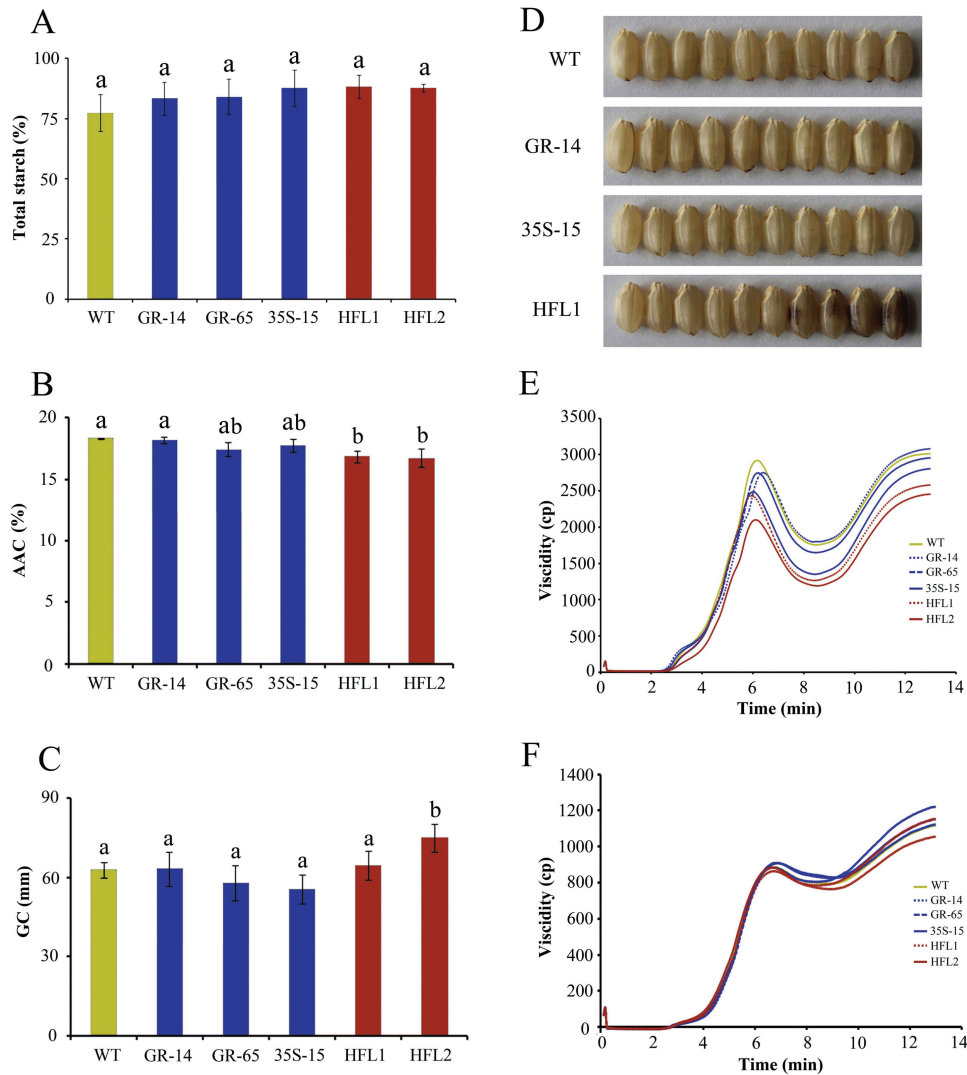 A
Total starch (%)
100
75
50
25
0
a a a a a a
WT GR-14 GR-65 35S-15 HFL1 HFL2
B
AAC (%)
20
15
18
5
0
a a ab ab b b
WT GR-14 GR-65 35S-15 HFL1 HFL2
C
GC (mm)
90
60
30
0
a a a a a b
WT GR-14 GR-65 35S-15 HFL1 HFL2
D
WT
GR-14
35S-15
HFL1
E
Viscidity (cp)
3500
3000
2500
2000
1500
1000
500
0
0 2 4 6 8 10 12 14
Time (min)
WT
GR-14
GR-65
35S-15
HFL1
HFL2
F
Viscidity (cp)
1400
1200
1000
800
600
400
200
0
0 2 4 6 8 10 12 14
Time (min)
WT
GR-14
GR-65
35S-15
HFL1
HFL2